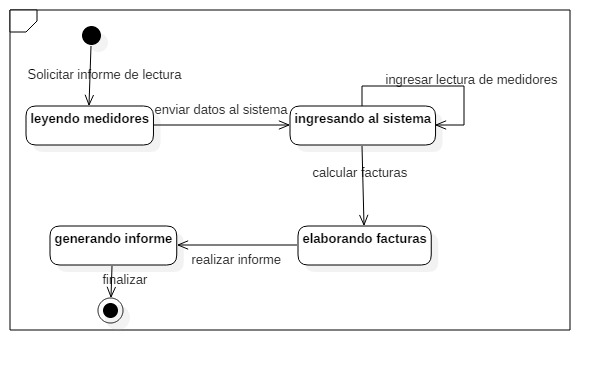 Solicitar informe de lectura
leyendo medidores
enviar datos al sistema
ingresando al sistema
ingresar lectura de medidores
calcular facturas
elaborando facturas
realizar informe
generando informe
finalizar